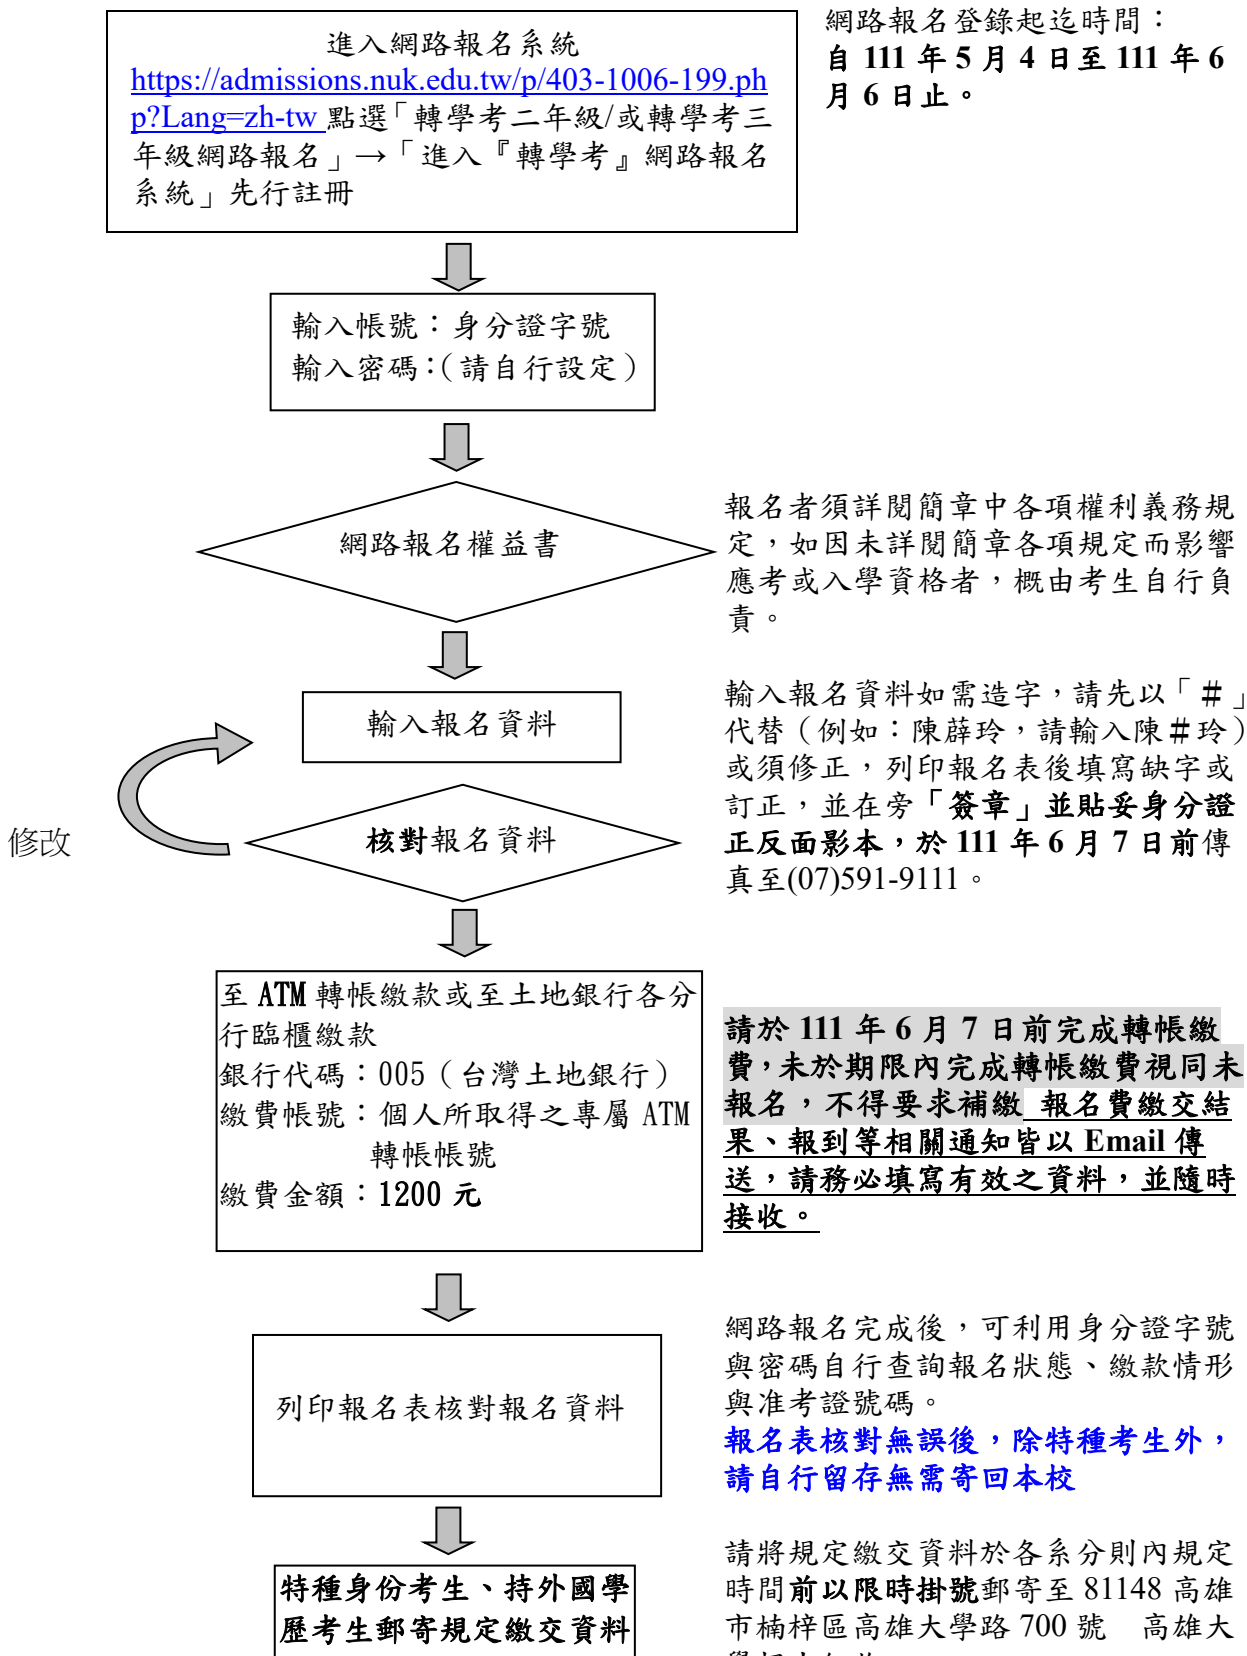 進入網路報名系統
https://admissions.nuk.edu.tw/p/403-1006-199.ph
p?Lang=zh-tw 點選「轉學考二年級/或轉學考三
年級網路報名」→「進入『轉學考』網路報名
系統」先行註冊
網路報名登錄起迄時間：
自 111 年 5 月 4 日至 111 年 6
月 6 日止。
輸入帳號：身分證字號
輸入密碼：（請自行設定）
網路報名權益書
報名者須詳閱簡章中各項權利義務規
定，如因未詳閱簡章各項規定而影響
應考或入學資格者，概由考生自行負
責。
輸入報名資料
輸入報名資料如需造字，請先以「＃」
代替（例如：陳薜玲，請輸入陳＃玲）
或須修正，列印報名表後填寫缺字或
訂正，並在旁「簽章」並貼妥身分證
正反面影本，於 111 年 6 月 7 日前傳
真至(07)591-9111。
修改
核對報名資料
至 ATM 轉帳繳款或至土地銀行各分
行臨櫃繳款
銀行代碼：005（台灣土地銀行）
繳費帳號：個人所取得之專屬 ATM
轉帳帳號
繳費金額：1200 元
請於 111 年 6 月 7 日前完成轉帳繳
費，未於期限內完成轉帳繳費視同未
報名，不得要求補繳 報名費繳交結
果、報到等相關通知皆以 Email 傳
送，請務必填寫有效之資料，並隨時
接收。
列印報名表核對報名資料
網路報名完成後，可利用身分證字號
與密碼自行查詢報名狀態、繳款情形
與准考證號碼。
報名表核對無誤後，除特種考生外，
請自行留存無需寄回本校
特種身份考生、持外國學
歷考生郵寄規定繳交資料
請將規定繳交資料於各系分則內規定
時間前以限時掛號郵寄至 81148 高雄
市楠梓區高雄大學路 700 號　高雄大